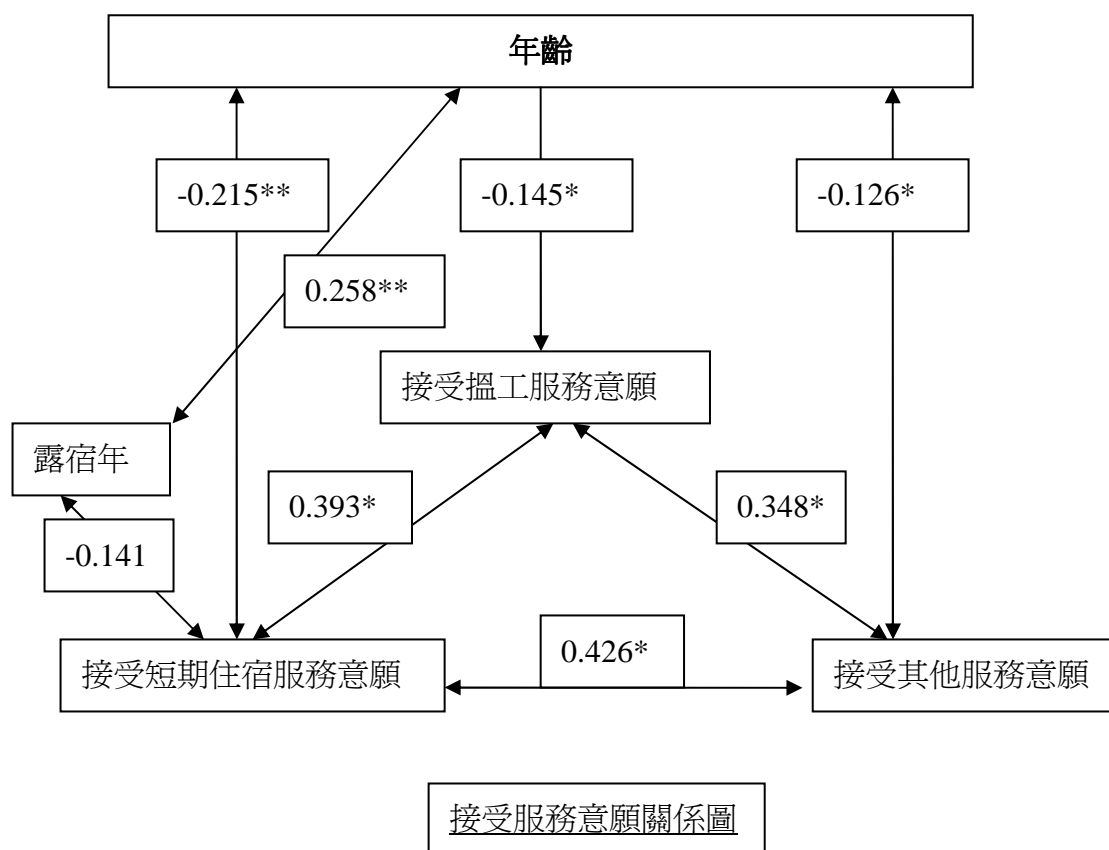 年齡
-0.215**
-0.145*
-0.126*
0.258**
接受搵工服務意願
露宿年
0.393*
0.348*
-0.141
接受短期住宿服務意願
0.426*
接受其他服務意願
接受服務意願關係圖